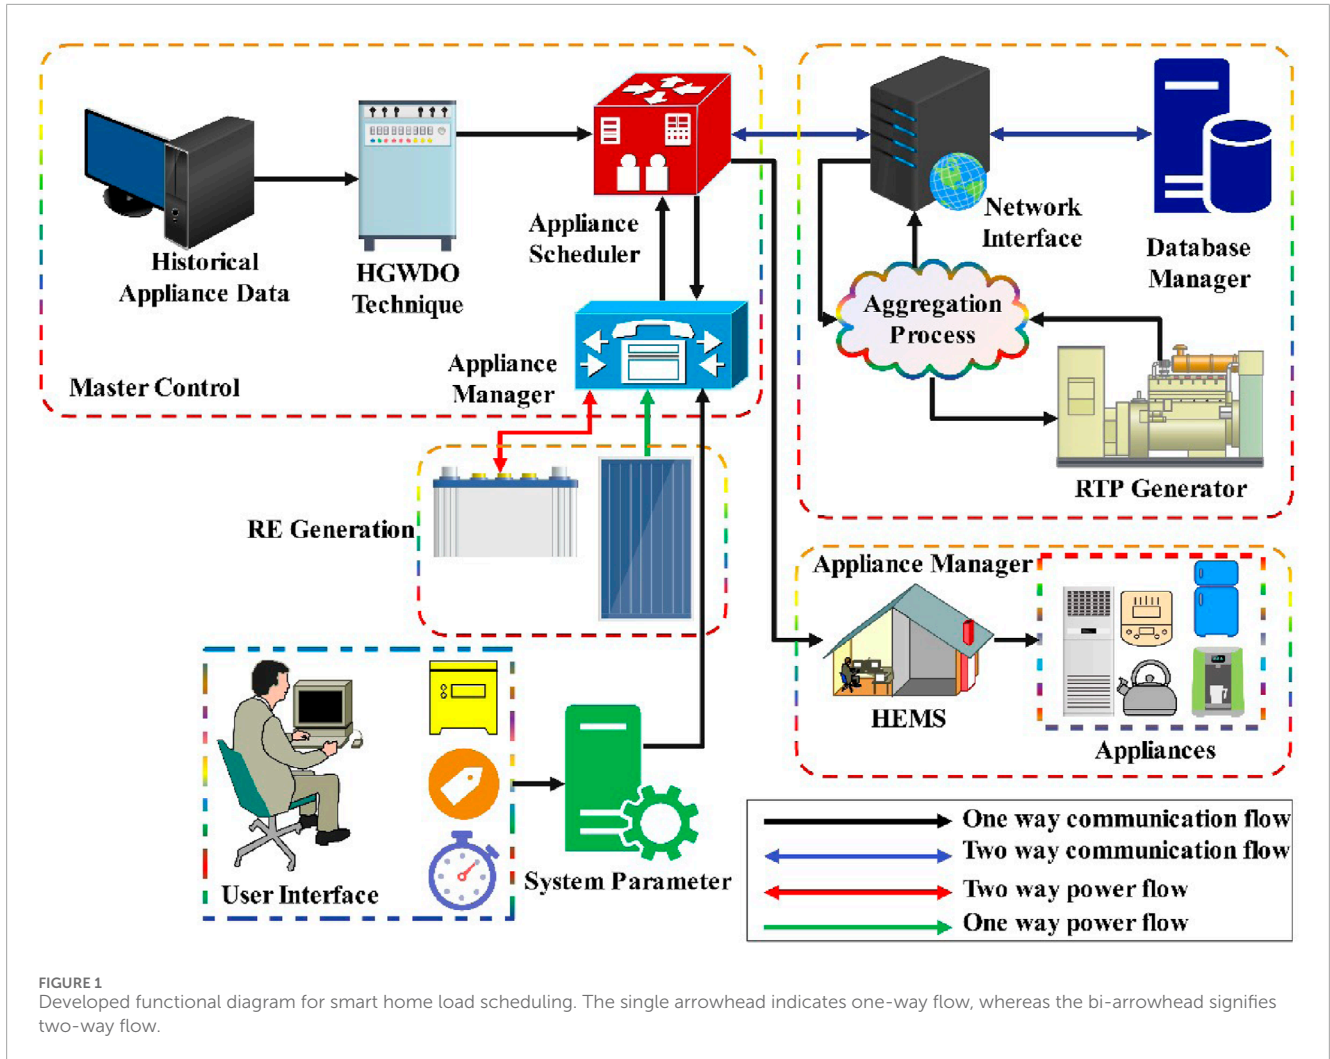 Historical
Appliance Data
HGWDO
Technique
Appliance
Scheduler
Appliance
Manager
Master Control
Network
Interface
Database
Manager
Aggregation
Process
RTP Generator
RE Generation
Appliance Manager
HEMS
Appliances
User Interface
System Parameter
One way communication flow
Two way communication flow
Two way power flow
One way power flow
FIGURE 1
Developed functional diagram for smart home load scheduling. The single arrowhead indicates one-way flow, whereas the bi-arrowhead signifies
two-way flow.